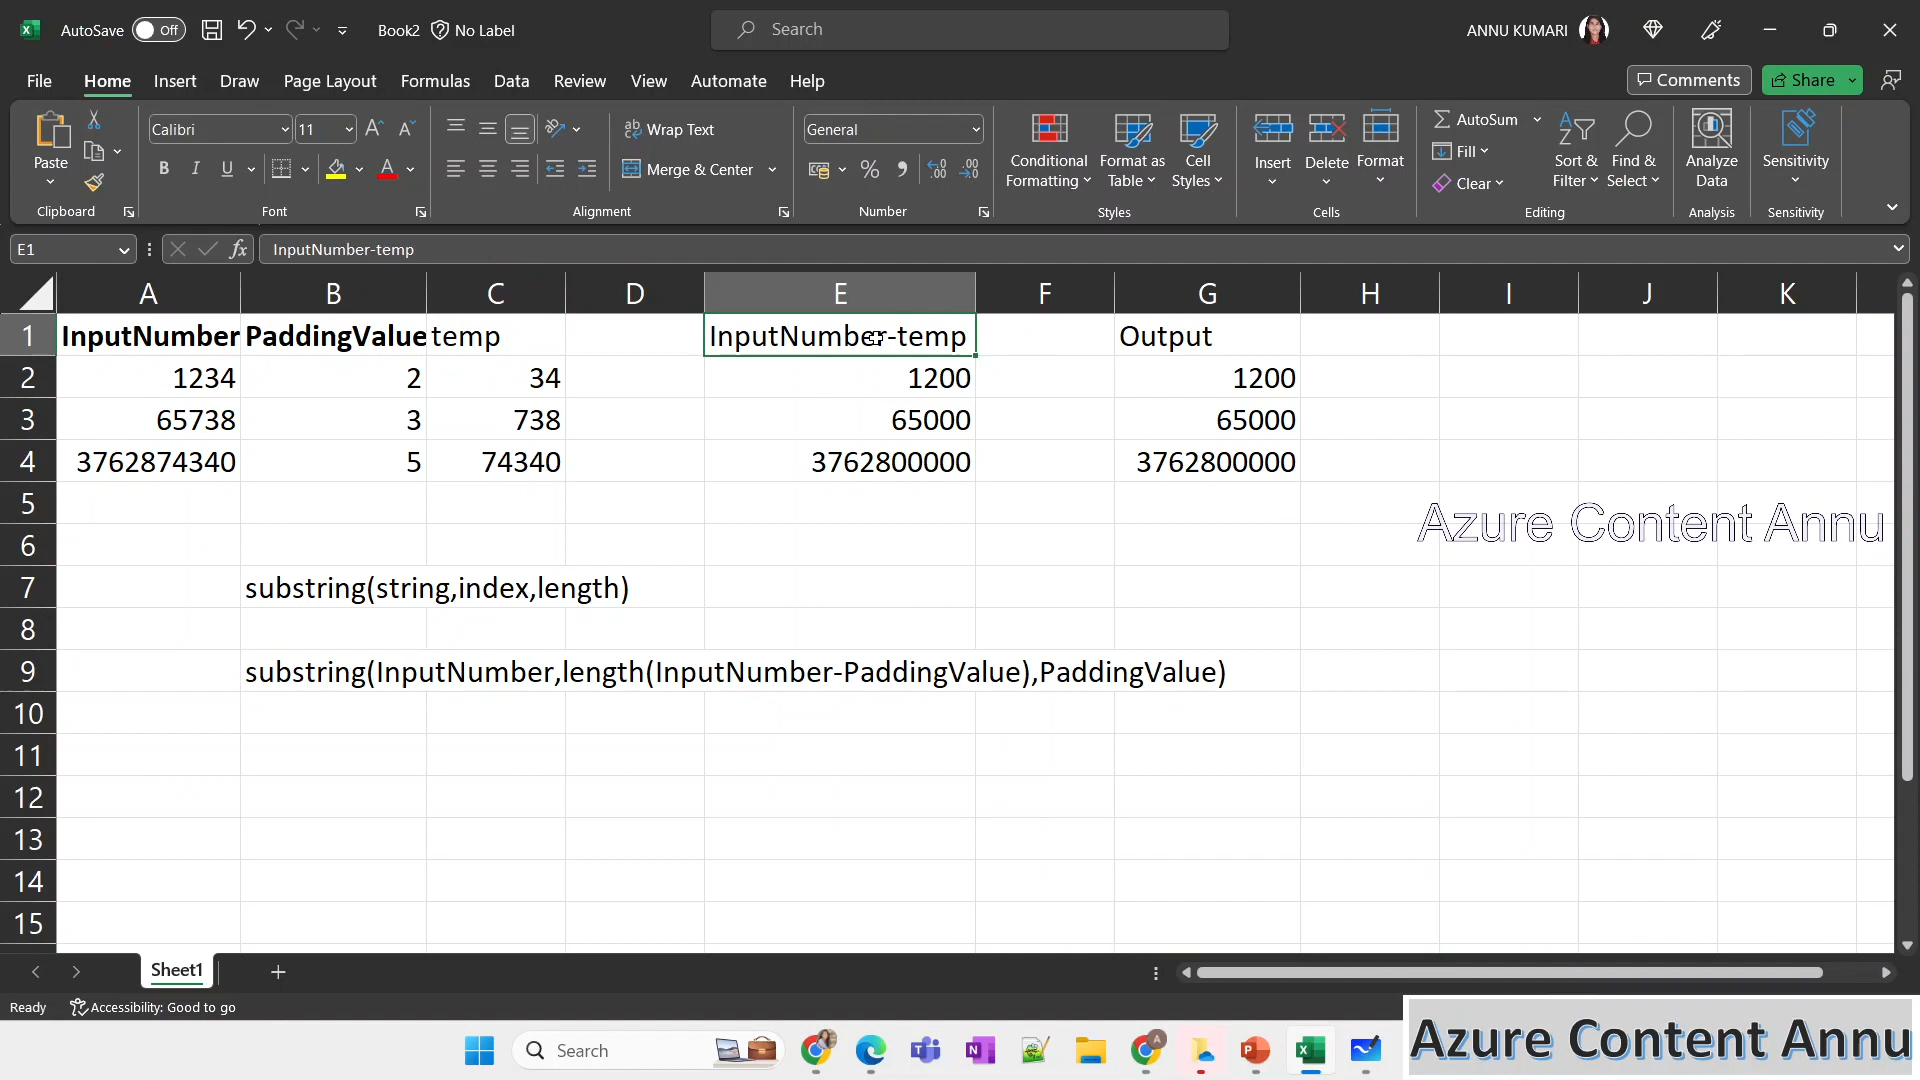 AutoSave Off Book2 No Label Search ANNU KUMARI
File Home Insert Draw Page Layout Formulas Data Review View Automate Help Comments Share
Calibri 11 Wrap Text General AutoSum
Paste B I U Merge & Center % Conditional Formatting Format as Table Cell Styles Insert Delete Format Fill Clear Sort & Filter Find & Select Analyze Data Sensitivity
Clipboard Font Alignment Number Styles Cells Editing Analysis Sensitivity
E1 fx InputNumber-temp
A B C D E F G H I J K
1 InputNumber PaddingValue temp InputNumber-temp Output
2 1234 2 34 1200 1200
3 65738 3 738 65000 65000
4 3762874340 5 74340 3762800000 3762800000
5
Azure Content Annu
6
7 substring(string,index,length)
8
9 substring(InputNumber,length(InputNumber-PaddingValue),PaddingValue)
10
11
12
13
14
15
Sheet1
Ready Accessibility: Good to go
Search
Azure Content Annu